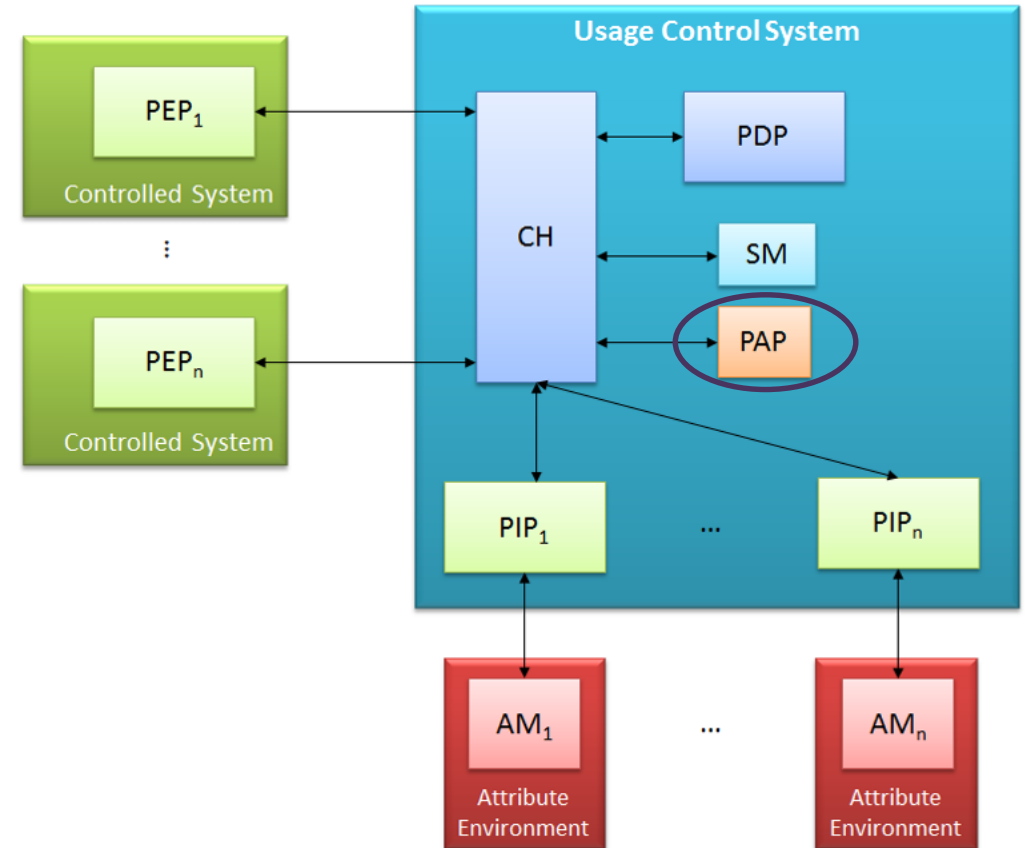 Usage Control System
PEP₁
Controlled System
⋮
PEPₙ
Controlled System
CH
PDP
SM
PAP
PIP₁
...
PIPₙ
AM₁
Attribute
Environment
...
AMₙ
Attribute
Environment